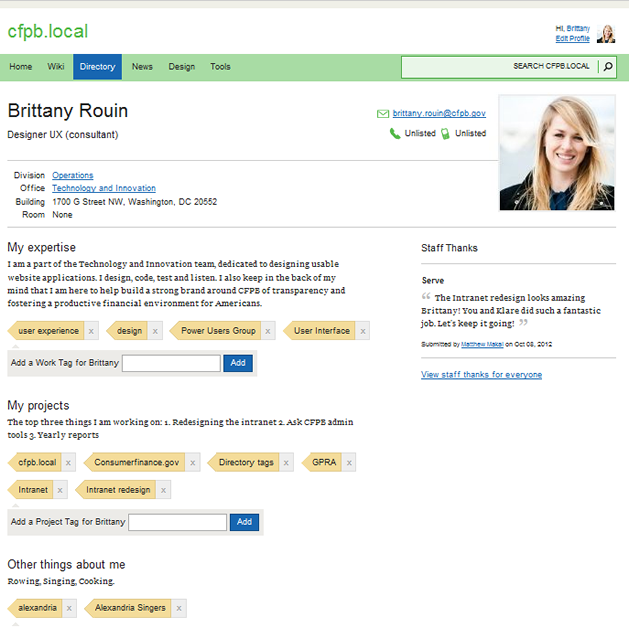 cfpb.local
Hi, Brittany
Edit Profile
Home Wiki Directory News Design Tools
SEARCH CFPB.LOCAL
Brittany Rouin
Designer UX (consultant)
brittany.rouin@cfpb.gov
Unlisted Unlisted
Division Operations
Office Technology and Innovation
Building 1700 G Street NW, Washington, DC 20552
Room None
My expertise
I am a part of the Technology and Innovation team, dedicated to designing usable
website applications. I design, code, test and listen. I also keep in the back of my
mind that I am here to help build a strong brand around CFPB of transparency and
fostering a productive financial environment for Americans.
user experience x design x Power Users Group x User Interface x
Add a Work Tag for Brittany Add
My projects
The top three things I am working on: 1. Redesigning the intranet 2. Ask CFPB admin
tools 3. Yearly reports
cfpb.local x Consumerfinance.gov x Directory tags x GPRA x
Intranet x Intranet redesign x
Add a Project Tag for Brittany Add
Other things about me
Rowing, Singing, Cooking.
alexandria x Alexandria Singers x
Staff Thanks
Serve
“ The Intranet redesign looks amazing
Brittany! You and Klare did such a fantastic
job. Let's keep it going! ”
Submitted by Matthew Makai on Oct 08, 2012
View staff thanks for everyone